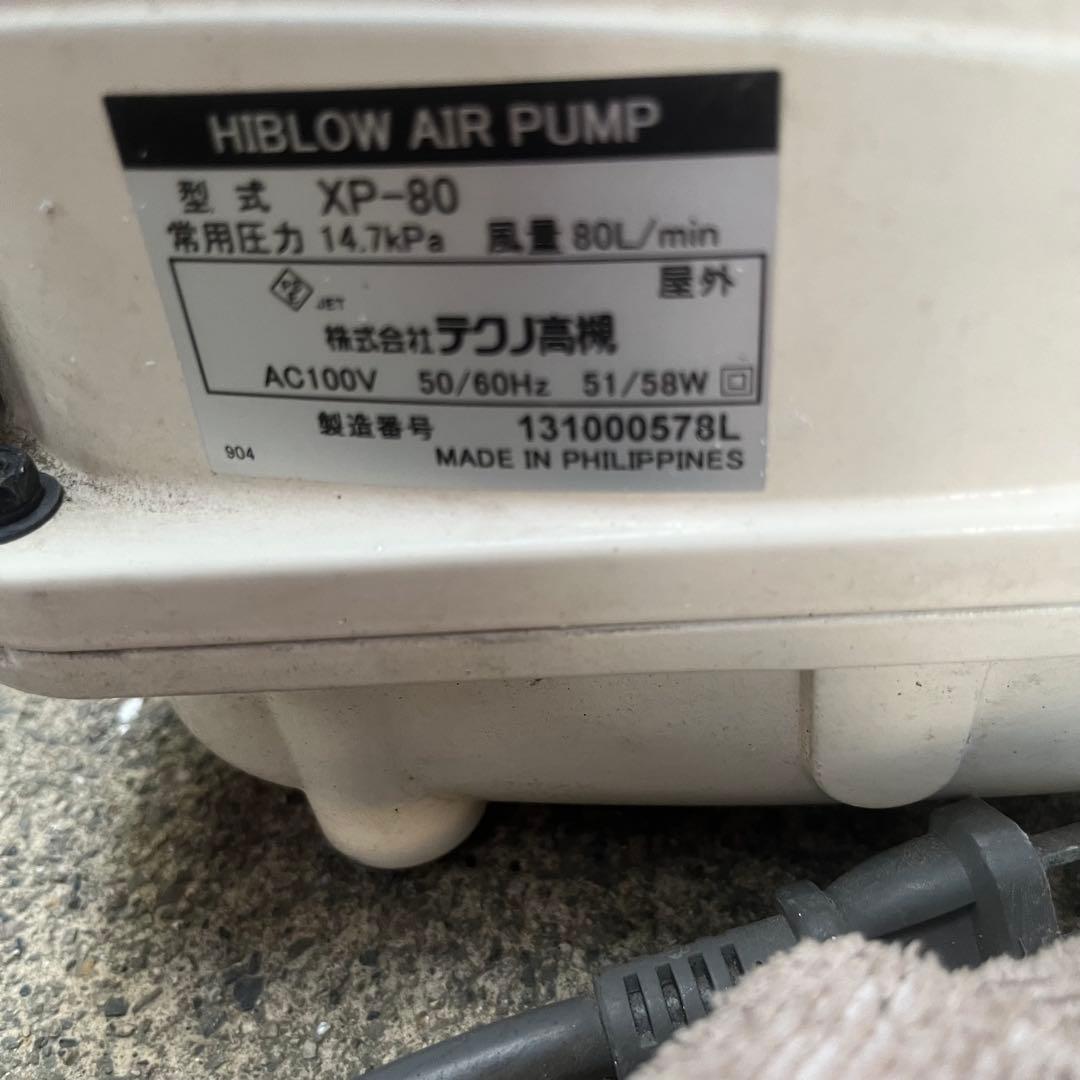 HIBLOW AIR PUMP
型式 XP-80
常用圧力 14.7kPa 風量 80L/min
屋外
PSE JET
株式会社テクノ高槻
AC100V 50/60Hz 51/58W
製造番号 131000578L
904 MADE IN PHILIPPINES